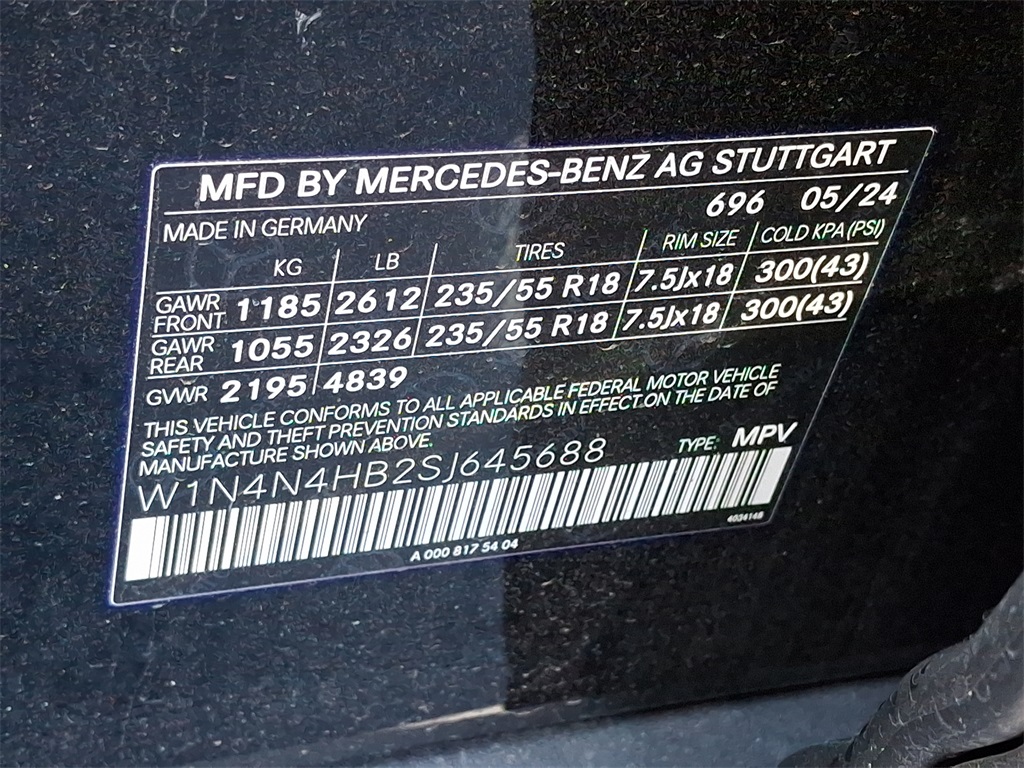 MFD BY MERCEDES-BENZ AG STUTTGART
MADE IN GERMANY 696 05/24
KG LB TIRES RIM SIZE COLD KPA (PSI)
GAWR FRONT 1185 2612 235/55 R18 7.5Jx18 300(43)
GAWR REAR 1055 2326 235/55 R18 7.5Jx18 300(43)
GVWR 2195 4839
THIS VEHICLE CONFORMS TO ALL APPLICABLE FEDERAL MOTOR VEHICLE
SAFETY AND THEFT PREVENTION STANDARDS IN EFFECT ON THE DATE OF
MANUFACTURE SHOWN ABOVE.
W1N4N4HB2SJ645688 TYPE: MPV
A 000 817 54 04